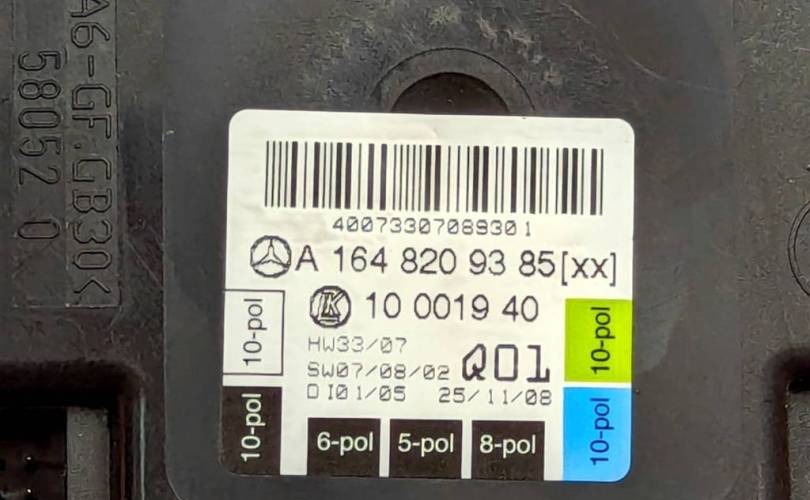 A6-GF.GB30<
58052 0
40073307089301
A 164 820 93 85[xx]
LK 10 0019 40
HW33/07
SW07/08/02 Q01
DI01/05 25/11/08
10-pol
10-pol
10-pol
10-pol
6-pol 5-pol 8-pol